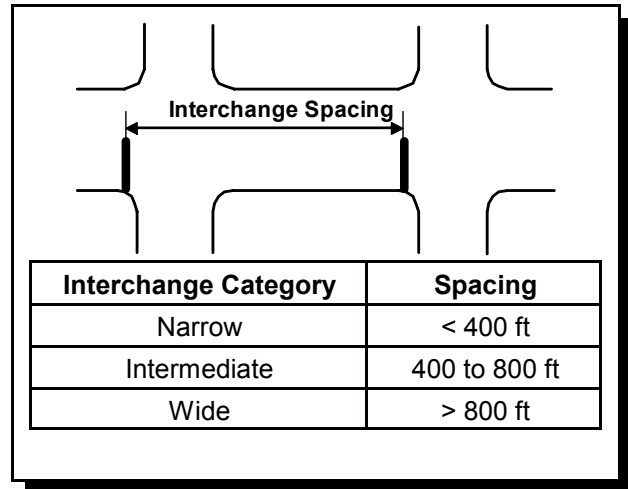 Interchange Spacing
Interchange Category Spacing
Narrow < 400 ft
Intermediate 400 to 800 ft
Wide > 800 ft